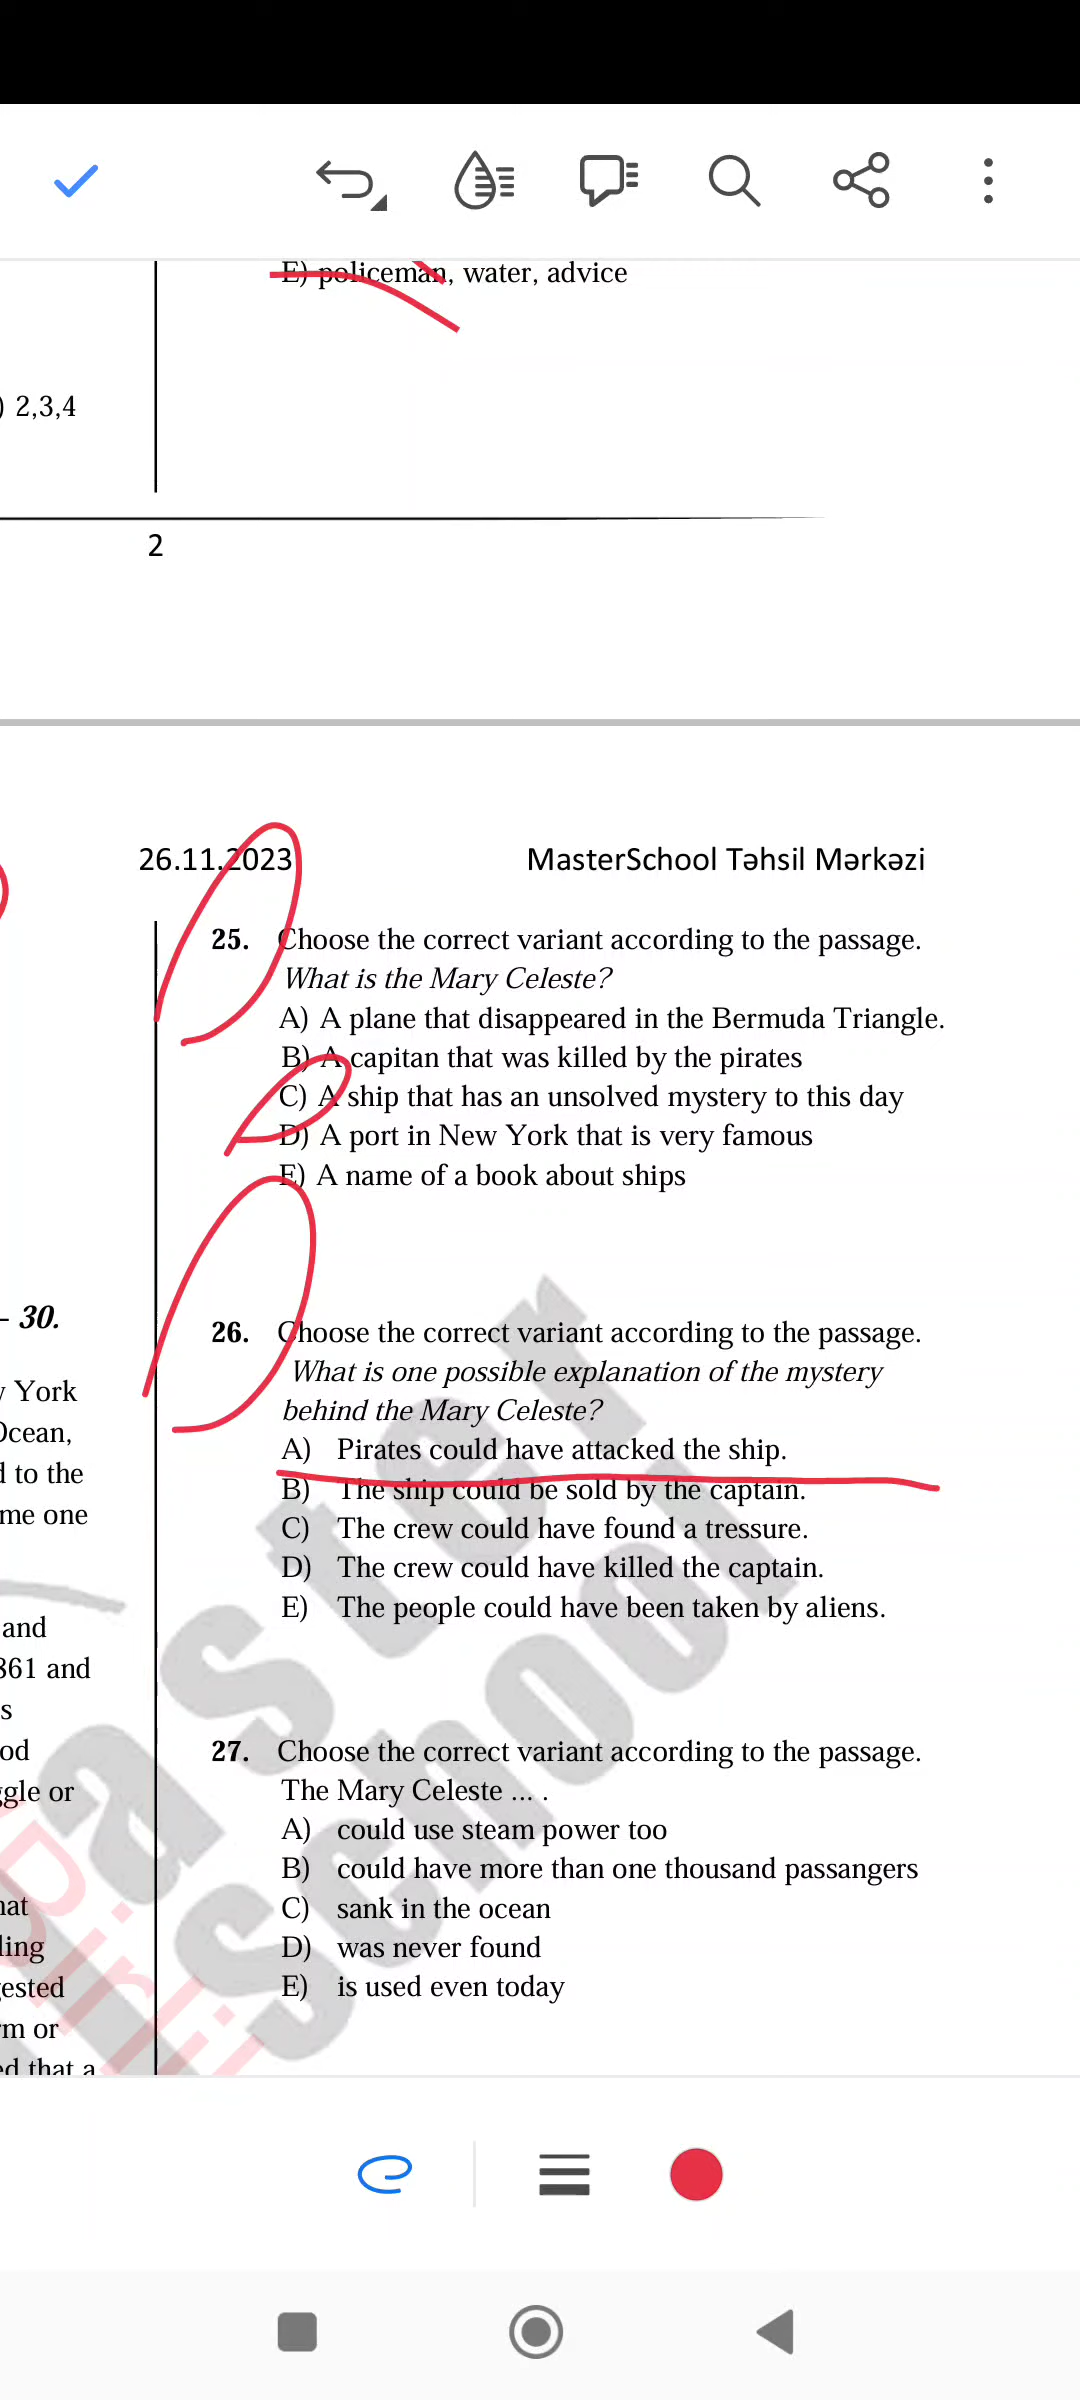 E) policeman, water, advice
) 2,3,4
2
26.11.2023
MasterSchool Təhsil Mərkəzi
25. Choose the correct variant according to the passage.
What is the Mary Celeste?
A) A plane that disappeared in the Bermuda Triangle.
B) A capitan that was killed by the pirates
C) A ship that has an unsolved mystery to this day
D) A port in New York that is very famous
E) A name of a book about ships
26. Choose the correct variant according to the passage.
What is one possible explanation of the mystery
behind the Mary Celeste?
A) Pirates could have attacked the ship.
B) The ship could be sold by the captain.
C) The crew could have found a tressure.
D) The crew could have killed the captain.
E) The people could have been taken by aliens.
27. Choose the correct variant according to the passage.
The Mary Celeste ... .
A) could use steam power too
B) could have more than one thousand passangers
C) sank in the ocean
D) was never found
E) is used even today
- 30.
York
Ocean,
to the
me one
and
861 and
s
od
ggle or
ling
rm or
that a
aster
School